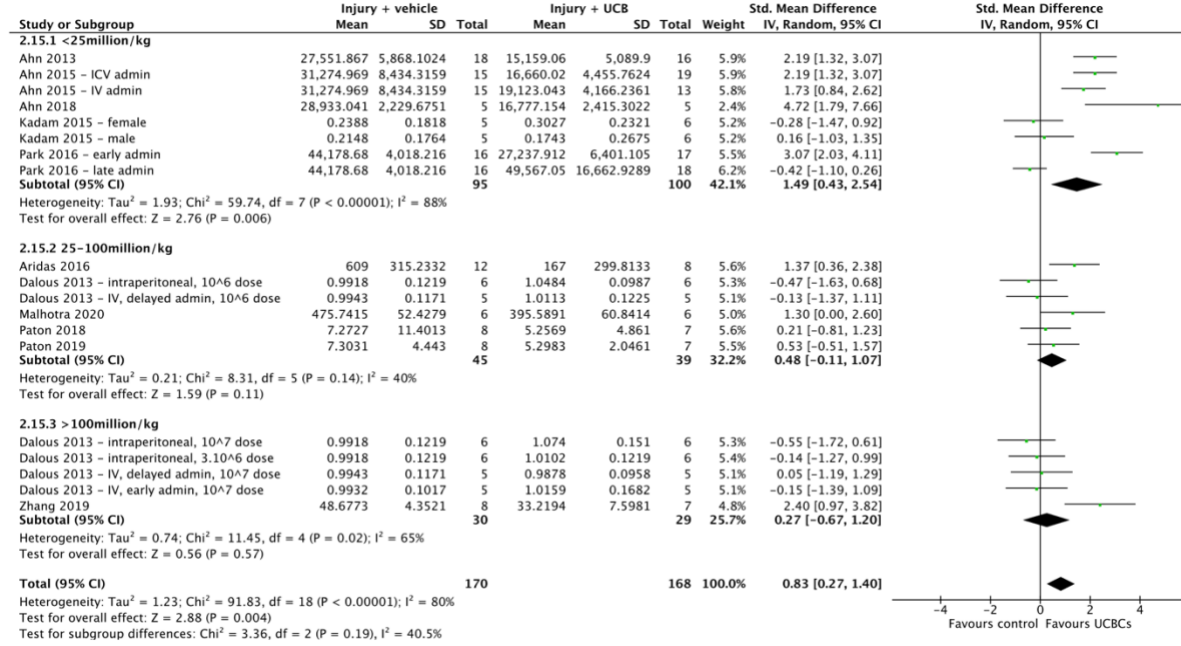 Injury + vehicle Injury + UCB Std. Mean Difference Std. Mean Difference
Study or Subgroup Mean SD Total Mean SD Total Weight IV, Random, 95% CI IV, Random, 95% CI
2.15.1 <25million/kg
Ahn 2013 27,551.867 5,868.1024 18 15,159.06 5,089.9 16 5.9% 2.19 [1.32, 3.07]
Ahn 2015 – ICV admin 31,274.969 8,434.3159 15 16,660.02 4,455.7624 19 5.9% 2.19 [1.32, 3.07]
Ahn 2015 – IV admin 31,274.969 8,434.3159 15 19,123.043 4,166.2361 13 5.8% 1.73 [0.84, 2.62]
Ahn 2018 28,933.041 2,229.6751 5 16,777.154 2,415.3022 5 2.4% 4.72 [1.79, 7.66]
Kadam 2015 – female 0.2388 0.1818 5 0.3027 0.2321 6 5.2% −0.28 [−1.47, 0.92]
Kadam 2015 – male 0.2148 0.1764 5 0.1743 0.2675 6 5.2% 0.16 [−1.03, 1.35]
Park 2016 – early admin 44,178.68 4,018.216 16 27,237.912 6,401.105 17 5.5% 3.07 [2.03, 4.11]
Park 2016 – late admin 44,178.68 4,018.216 16 49,567.05 16,662.9289 18 6.2% −0.42 [−1.10, 0.26]
Subtotal (95% CI) 95 100 42.1% 1.49 [0.43, 2.54]
Heterogeneity: Tau² = 1.93; Chi² = 59.74, df = 7 (P < 0.00001); I² = 88%
Test for overall effect: Z = 2.76 (P = 0.006)
2.15.2 25–100million/kg
Aridas 2016 609 315.2332 12 167 299.8133 8 5.6% 1.37 [0.36, 2.38]
Dalous 2013 – intraperitoneal, 10^6 dose 0.9918 0.1219 6 1.0484 0.0987 6 5.3% −0.47 [−1.63, 0.68]
Dalous 2013 – IV, delayed admin, 10^6 dose 0.9943 0.1171 5 1.0113 0.1225 5 5.1% −0.13 [−1.37, 1.11]
Malhotra 2020 475.7415 52.4279 6 395.5891 60.8414 6 5.0% 1.30 [0.00, 2.60]
Paton 2018 7.2727 11.4013 8 5.2569 4.861 7 5.6% 0.21 [−0.81, 1.23]
Paton 2019 7.3031 4.443 8 5.2983 2.0461 7 5.5% 0.53 [−0.51, 1.57]
Subtotal (95% CI) 45 39 32.2% 0.48 [−0.11, 1.07]
Heterogeneity: Tau² = 0.21; Chi² = 8.31, df = 5 (P = 0.14); I² = 40%
Test for overall effect: Z = 1.59 (P = 0.11)
2.15.3 >100million/kg
Dalous 2013 – intraperitoneal, 10^7 dose 0.9918 0.1219 6 1.074 0.151 6 5.3% −0.55 [−1.72, 0.61]
Dalous 2013 – intraperitoneal, 3.10^6 dose 0.9918 0.1219 6 1.0102 0.1219 6 5.4% −0.14 [−1.27, 0.99]
Dalous 2013 – IV, delayed admin, 10^7 dose 0.9943 0.1171 5 0.9878 0.0958 5 5.1% 0.05 [−1.19, 1.29]
Dalous 2013 – IV, early admin, 10^7 dose 0.9932 0.1017 5 1.0159 0.1682 5 5.1% −0.15 [−1.39, 1.09]
Zhang 2019 48.6773 4.3521 8 33.2194 7.5981 7 4.8% 2.40 [0.97, 3.82]
Subtotal (95% CI) 30 29 25.7% 0.27 [−0.67, 1.20]
Heterogeneity: Tau² = 0.74; Chi² = 11.45, df = 4 (P = 0.02); I² = 65%
Test for overall effect: Z = 0.56 (P = 0.57)
Total (95% CI) 170 168 100.0% 0.83 [0.27, 1.40]
Heterogeneity: Tau² = 1.23; Chi² = 91.83, df = 18 (P < 0.00001); I² = 80%
Test for overall effect: Z = 2.88 (P = 0.004)
Test for subgroup differences: Chi² = 3.36, df = 2 (P = 0.19), I² = 40.5%
−4 −2 0 2 4
Favours control Favours UCBCs